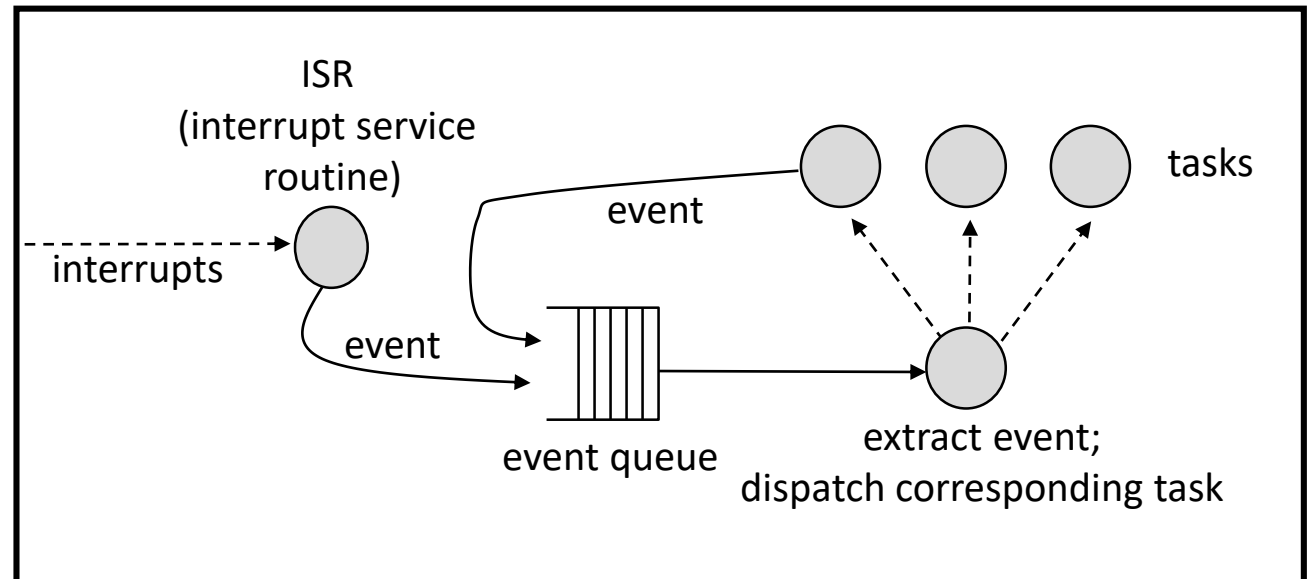 ISR
(interrupt service
routine)
tasks
event
interrupts
event
event queue
extract event;
dispatch corresponding task